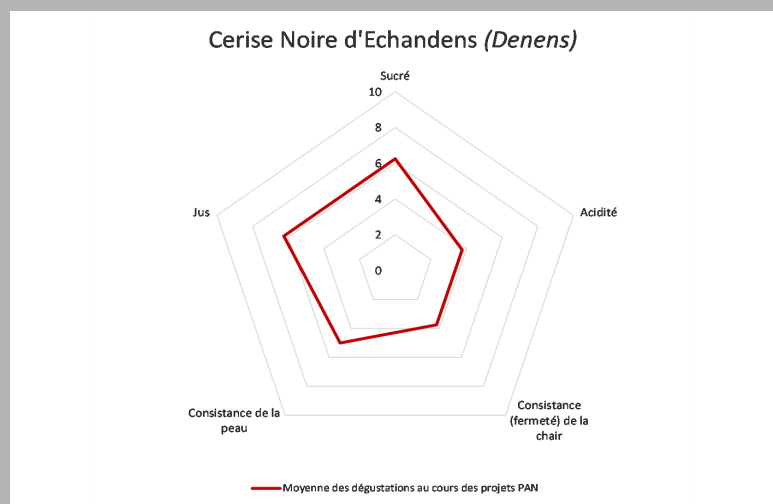 Cerise Noire d'Echandens (Denens)
Sucré
10
8
6
4
2
0
Jus
Acidité
Consistance de la
peau
Consistance
(fermeté) de la
chair
Moyenne des dégustations au cours des projets PAN